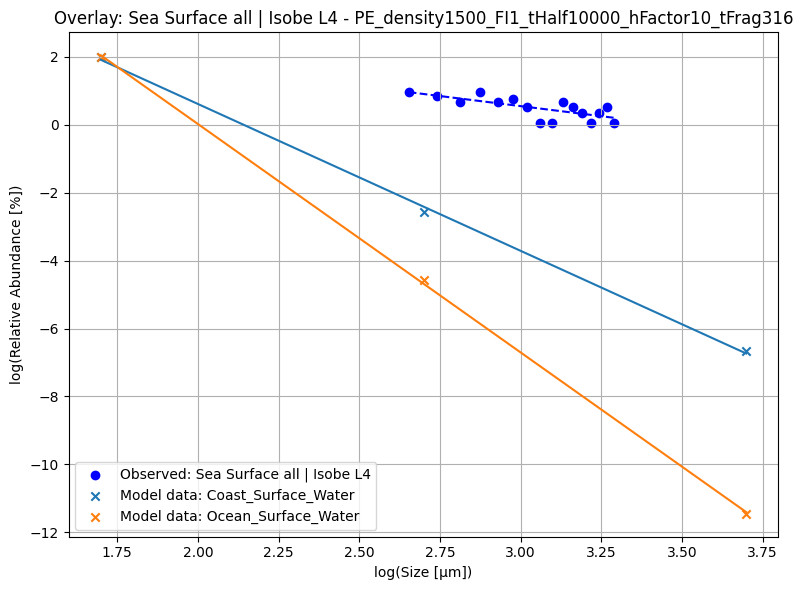 Overlay: Sea Surface all | Isobe L4 - PE_density1500_FI1_tHalf10000_hFactor10_tFrag316
log(Relative Abundance [%])
2
0
−2
−4
−6
−8
−10
−12
Observed: Sea Surface all | Isobe L4
Model data: Coast_Surface_Water
Model data: Ocean_Surface_Water
1.75 2.00 2.25 2.50 2.75 3.00 3.25 3.50 3.75
log(Size [μm])